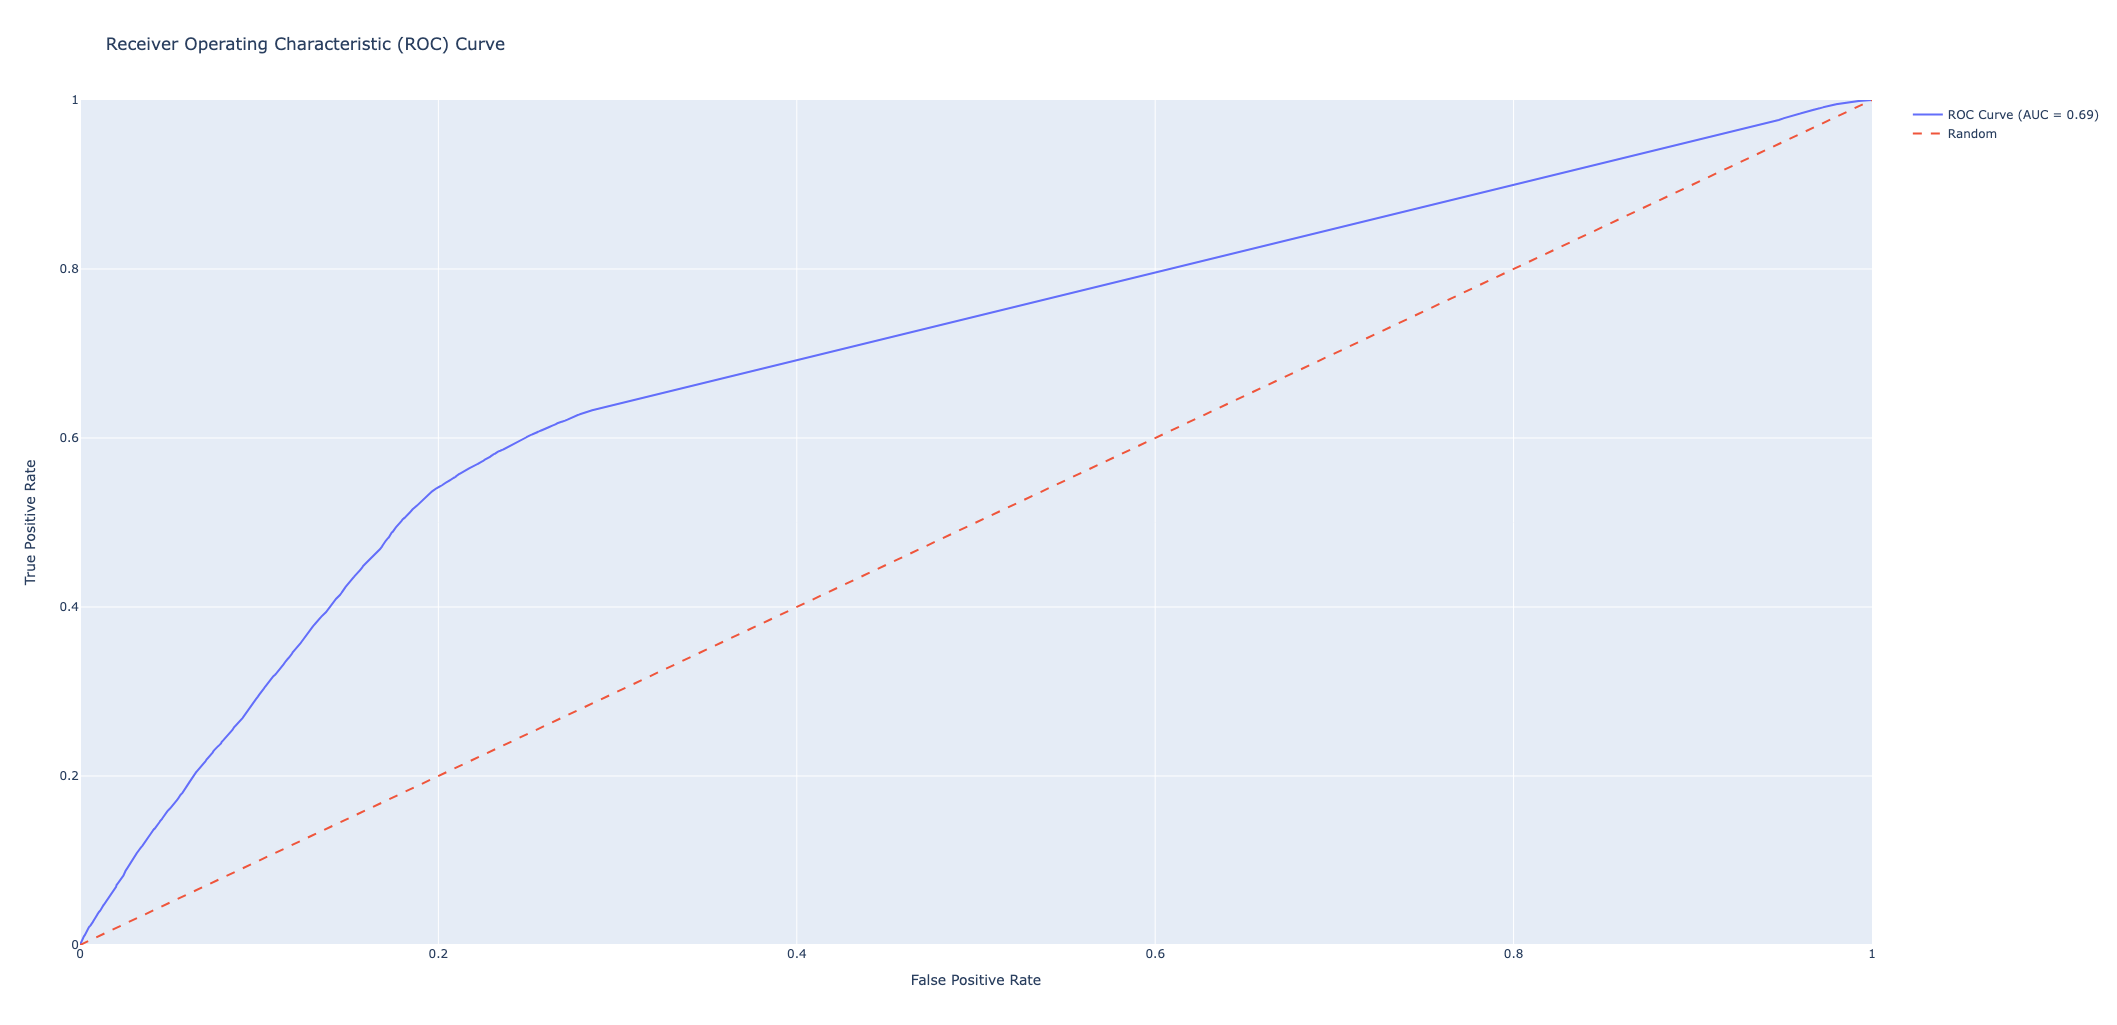 Receiver Operating Characteristic (ROC) Curve
ROC Curve (AUC = 0.69)
Random
True Positive Rate
1
0.8
0.6
0.4
0.2
0
0
0.2
0.4
0.6
0.8
1
False Positive Rate